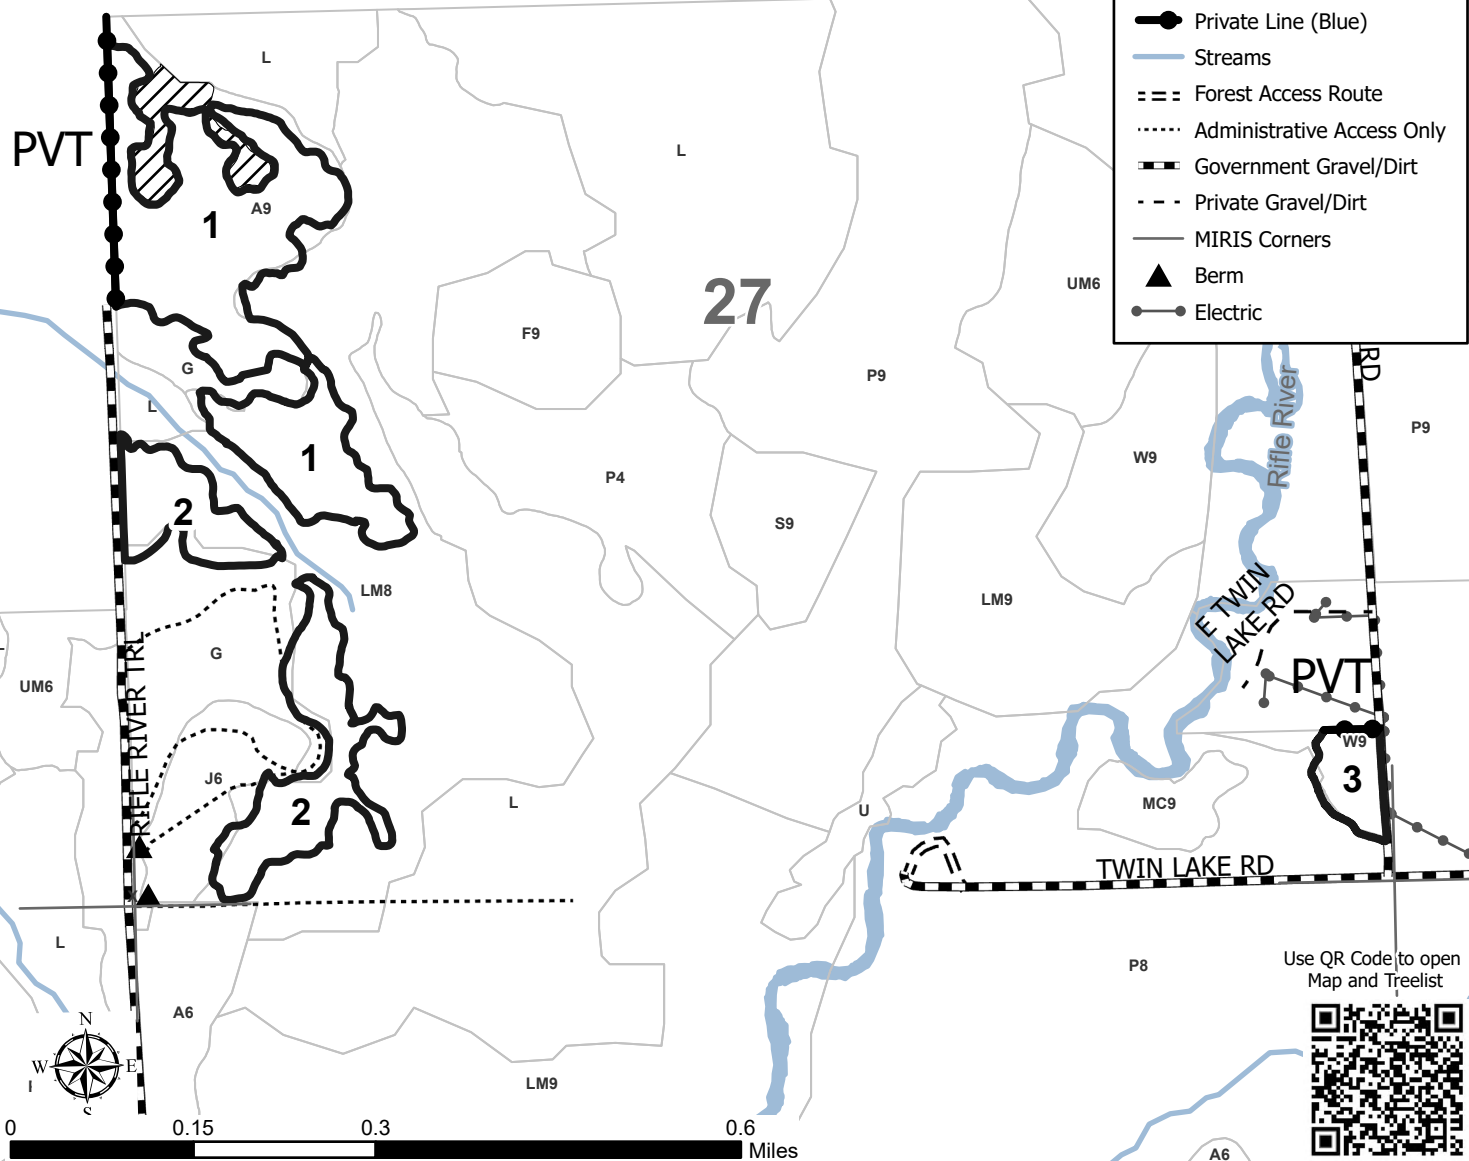 Private Line (Blue)
Streams
Forest Access Route
Administrative Access Only
Government Gravel/Dirt
Private Gravel/Dirt
MIRIS Corners
Berm
Electric
L
PVT
L
A9
1
27
UM6
F9
RD
G
P9
L
Rifle River
P9
1
W9
P4
2
S9
LM8
LM9
E TWIN
LAKE RD
RIFLE RIVER TRL
G
UM6
PVT
W9
J6
3
2
L
U
MC9
TWIN LAKE RD
L
P8
Use QR Code to open
Map and Treelist
A6
N
W
E
S
LM9
0
0.15
0.3
0.6
Miles
A6